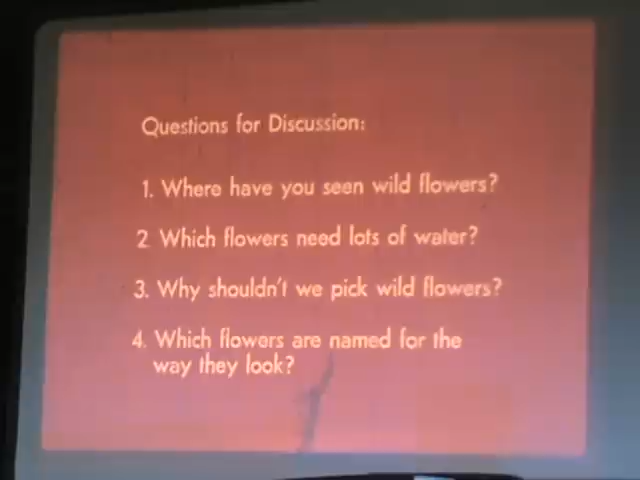 Questions for Discussion:
1. Where have you seen wild flowers?
2 Which flowers need lots of water?
3. Why shouldn't we pick wild flowers?
4. Which flowers are named for the
way they look?